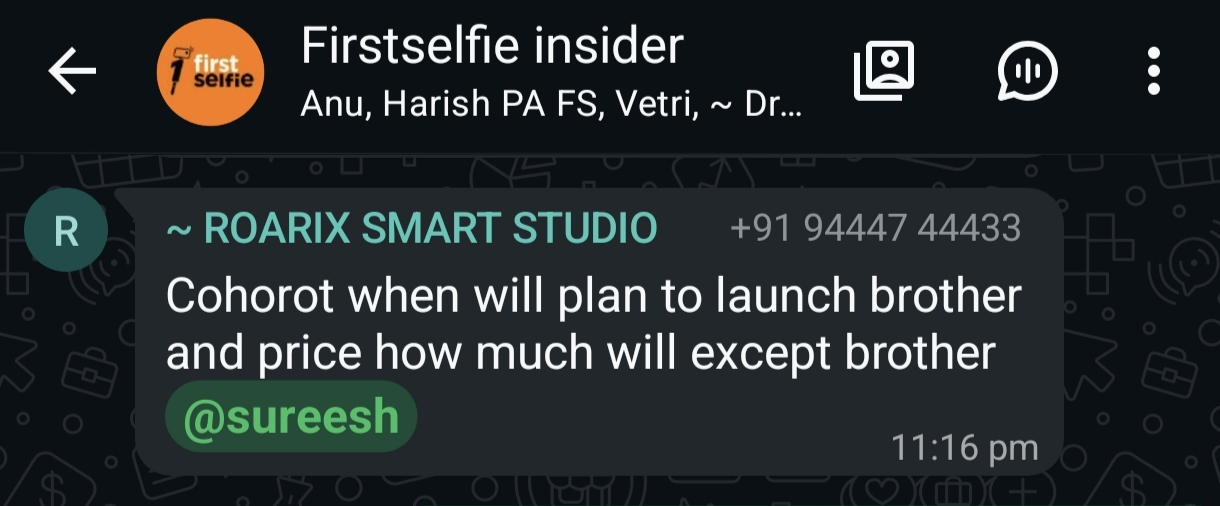 first
selfie
Firstselfie insider
Anu, Harish PA FS, Vetri, ~ Dr...
R
~ ROARIX SMART STUDIO +91 94447 44433
Cohorot when will plan to launch brother
and price how much will except brother
@sureesh
11:16 pm